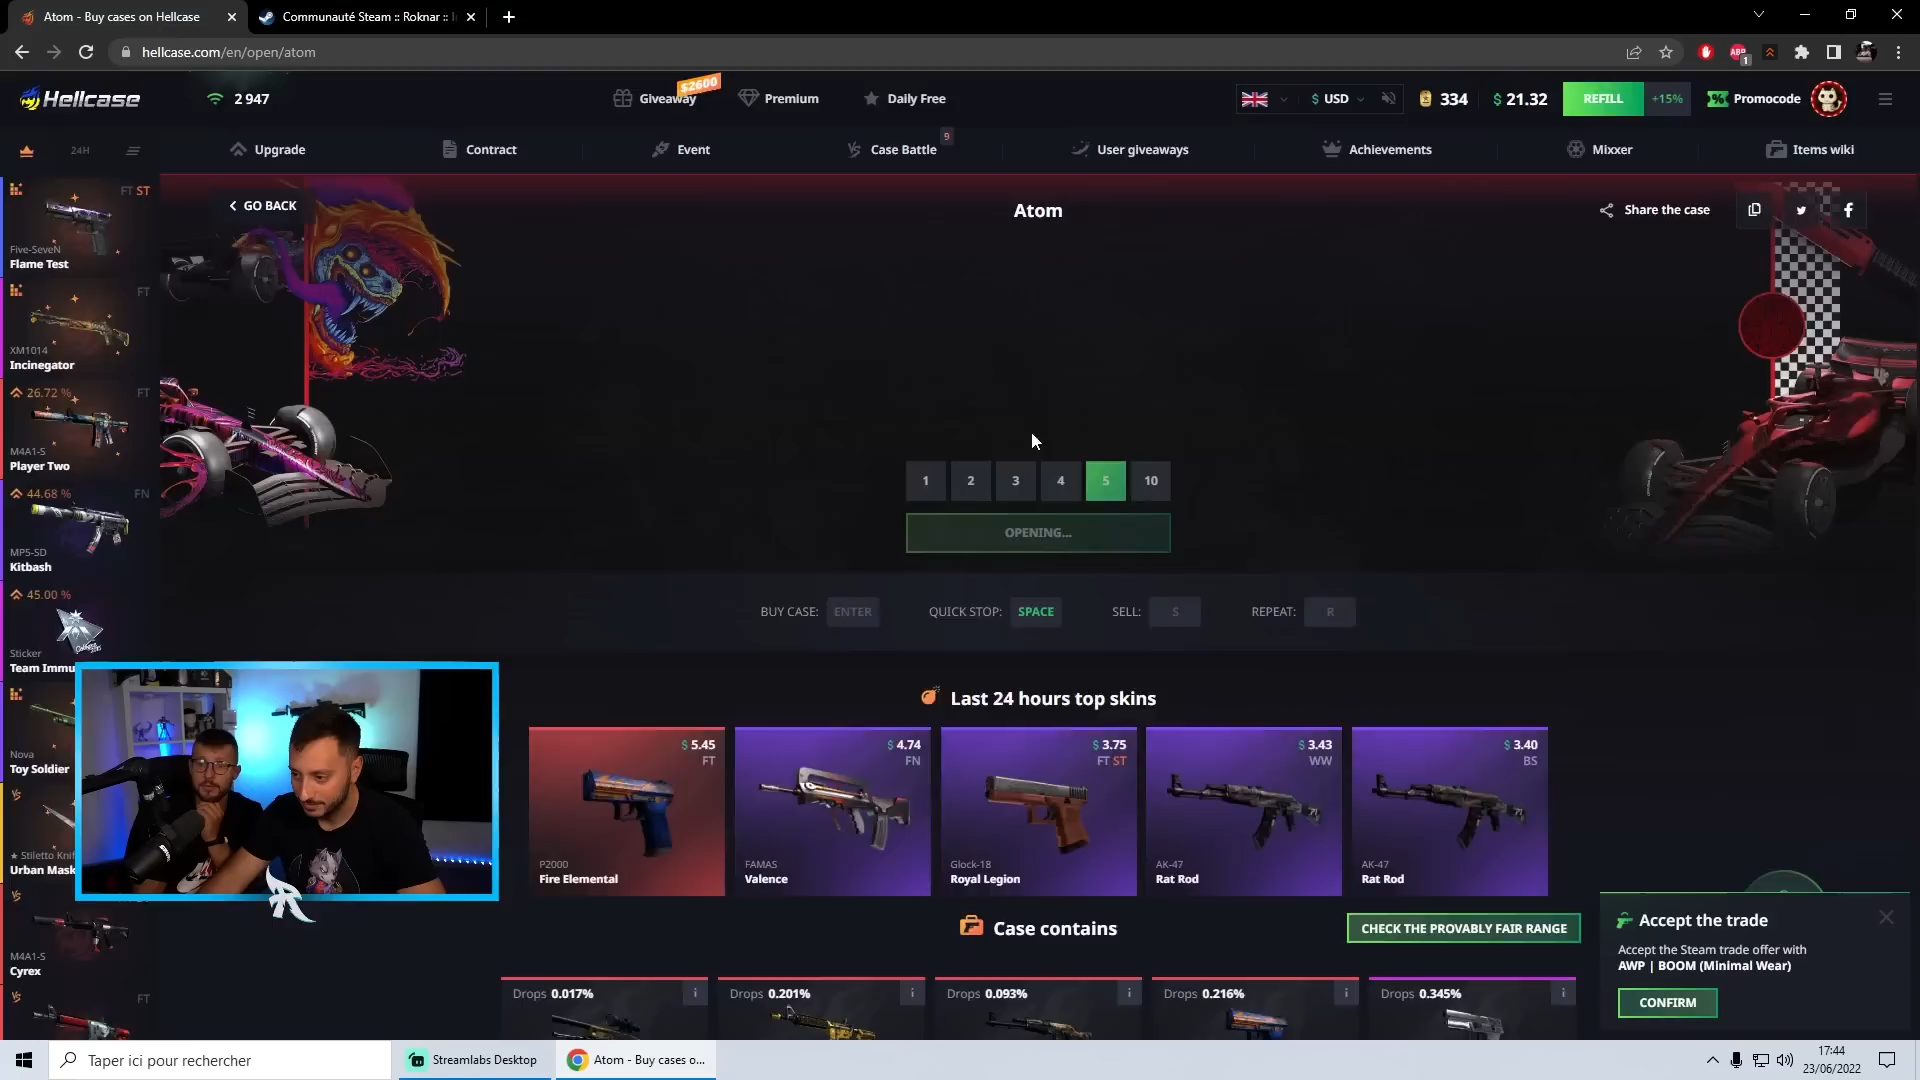 Atom - Buy cases on Hellcase
Communauté Steam :: Roknar ::
hellcase.com/en/open/atom
ABP
1
Hellcase
2 947
Giveaway
$2600
Premium
Daily Free
$ USD
334
$ 21.32
REFILL
+15%
Promocode
24H
Upgrade
Contract
Event
Case Battle
9
User giveaways
Achievements
Mixxer
Items wiki
GO BACK
Atom
Share the case
FT ST
Five-SeveN
Flame Test
FT
XM1014
Incinegator
26.72 %
FT
M4A1-S
Player Two
44.68 %
FN
MP5-SD
Kitbash
45.00 %
Sticker
Team Immu
Nova
Toy Soldier
★ Stiletto Knif
Urban Mask
M4A1-S
Cyrex
FT
1
2
3
4
5
10
OPENING...
BUY CASE: ENTER
QUICK STOP: SPACE
SELL: S
REPEAT: R
Last 24 hours top skins
$ 5.45
FT
P2000
Fire Elemental
$ 4.74
FN
FAMAS
Valence
$ 3.75
FT ST
Glock-18
Royal Legion
$ 3.43
WW
AK-47
Rat Rod
$ 3.40
BS
AK-47
Rat Rod
Case contains
CHECK THE PROVABLY FAIR RANGE
Drops 0.017%
i
Drops 0.201%
i
Drops 0.093%
i
Drops 0.216%
i
Drops 0.345%
i
Accept the trade
Accept the Steam trade offer with
AWP | BOOM (Minimal Wear)
CONFIRM
Taper ici pour rechercher
Streamlabs Desktop
Atom - Buy cases o...
17:44
23/06/2022